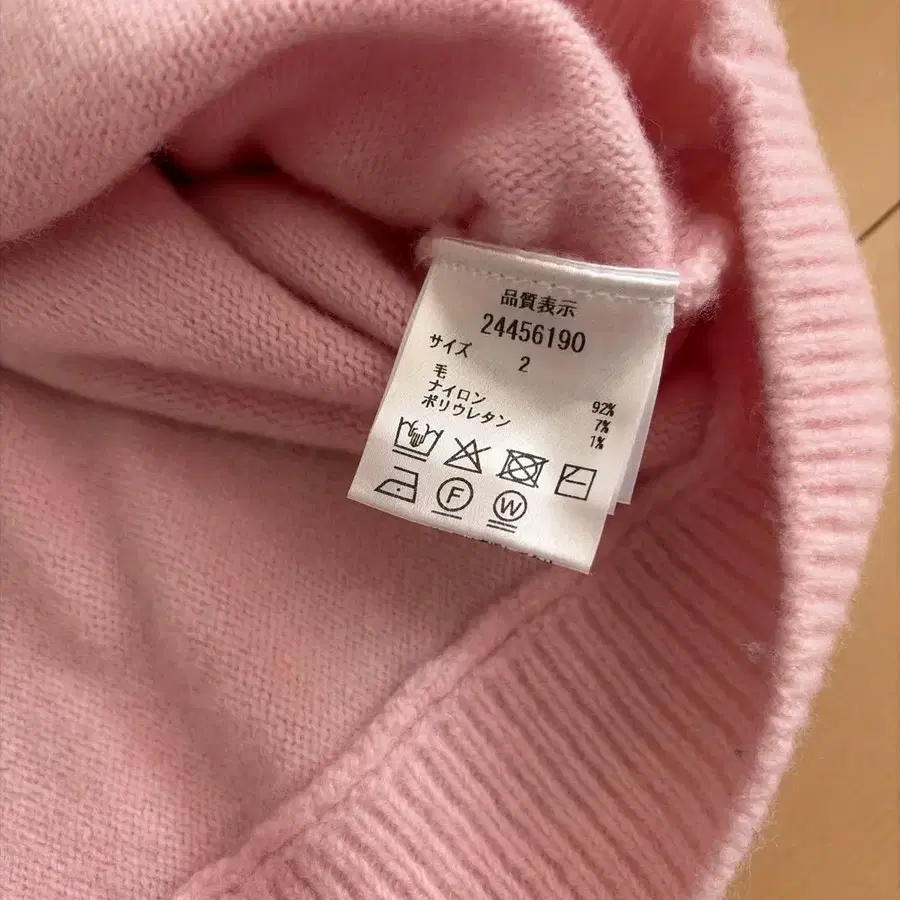 品質表示
24456190
サイズ 2
毛 92%
ナイロン 7%
ポリウレタン 1%
F W